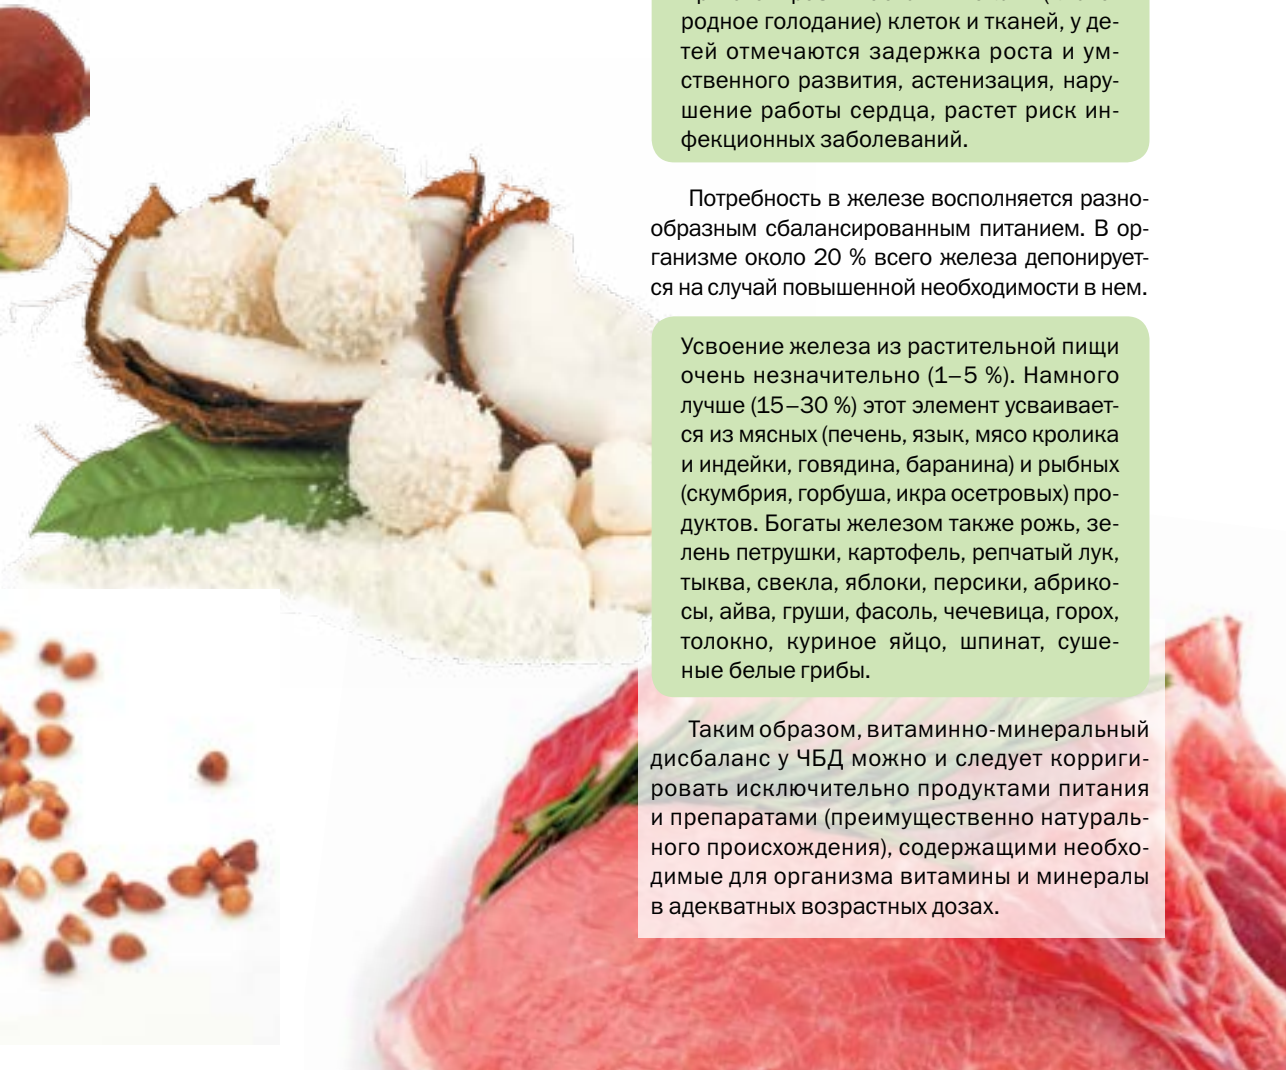 родное голодание) клеток и тканей, у де-
тей отмечаются задержка роста и ум-
ственного развития, астенизация, нару-
шение работы сердца, растет риск ин-
фекционных заболеваний.
Потребность в железе восполняется разно-
образным сбалансированным питанием. В ор-
ганизме около 20 % всего железа депонирует-
ся на случай повышенной необходимости в нем.
Усвоение железа из растительной пищи
очень незначительно (1–5 %). Намного
лучше (15–30 %) этот элемент усваивает-
ся из мясных (печень, язык, мясо кролика
и индейки, говядина, баранина) и рыбных
(скумбрия, горбуша, икра осетровых) про-
дуктов. Богаты железом также рожь, зе-
лень петрушки, картофель, репчатый лук,
тыква, свекла, яблоки, персики, абрико-
сы, айва, груши, фасоль, чечевица, горох,
толокно, куриное яйцо, шпинат, суше-
ные белые грибы.
Таким образом, витаминно-минеральный
дисбаланс у ЧБД можно и следует корриги-
ровать исключительно продуктами питания
и препаратами (преимущественно натураль-
ного происхождения), содержащими необхо-
димые для организма витамины и минералы
в адекватных возрастных дозах.